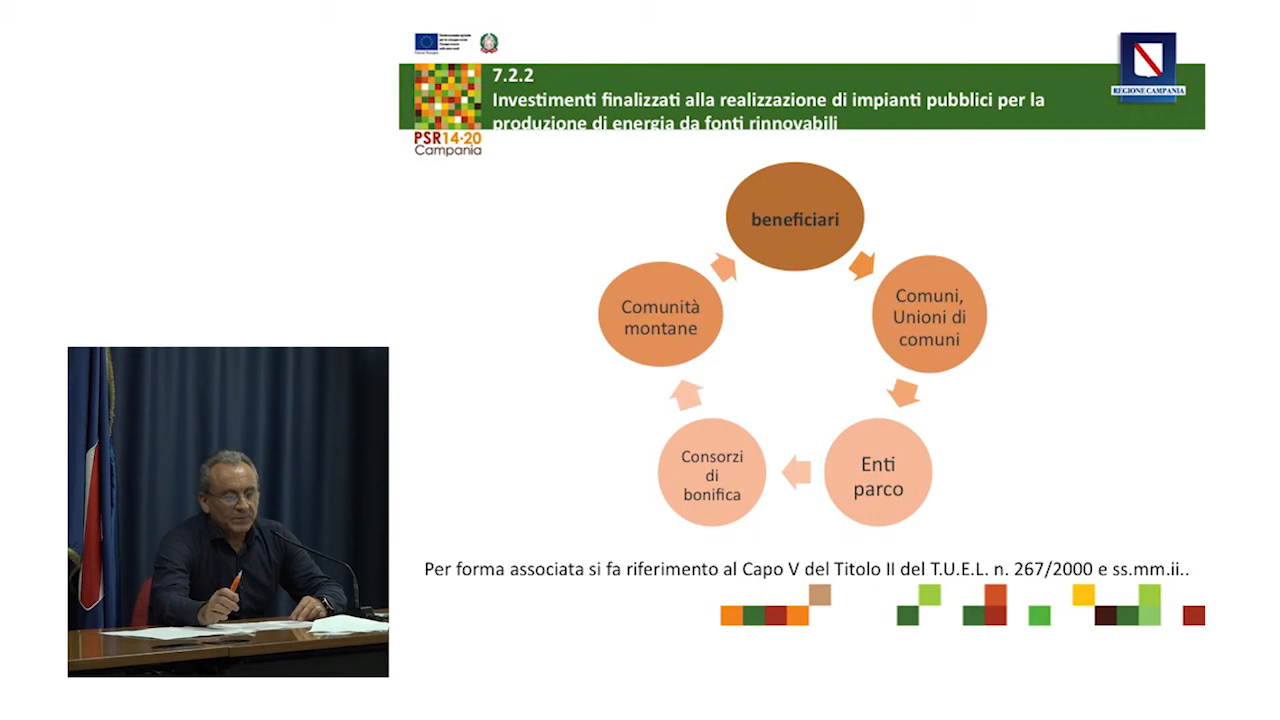 7.2.2
Investimenti finalizzati alla realizzazione di impianti pubblici per la
produzione di energia da fonti rinnovabili
REGIONE CAMPANIA
PSR14-20
Campania
beneficiari
Comunità
montane
Comuni,
Unioni di
comuni
Consorzi
di
bonifica
Enti
parco
Per forma associata si fa riferimento al Capo V del Titolo II del T.U.E.L. n. 267/2000 e ss.mm.ii..